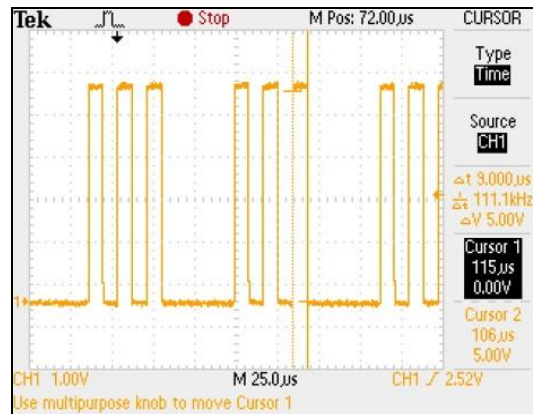 Tek Stop M Pos: 72.00µs CURSOR
Type
Time
Source
CH1
Δt 9.000µs
1/Δt 111.1kHz
ΔV 5.00V
Cursor 1
115µs
0.00V
1
Cursor 2
106µs
5.00V
CH1 1.00V M 25.0µs CH1 2.52V
Use multipurpose knob to move Cursor 1